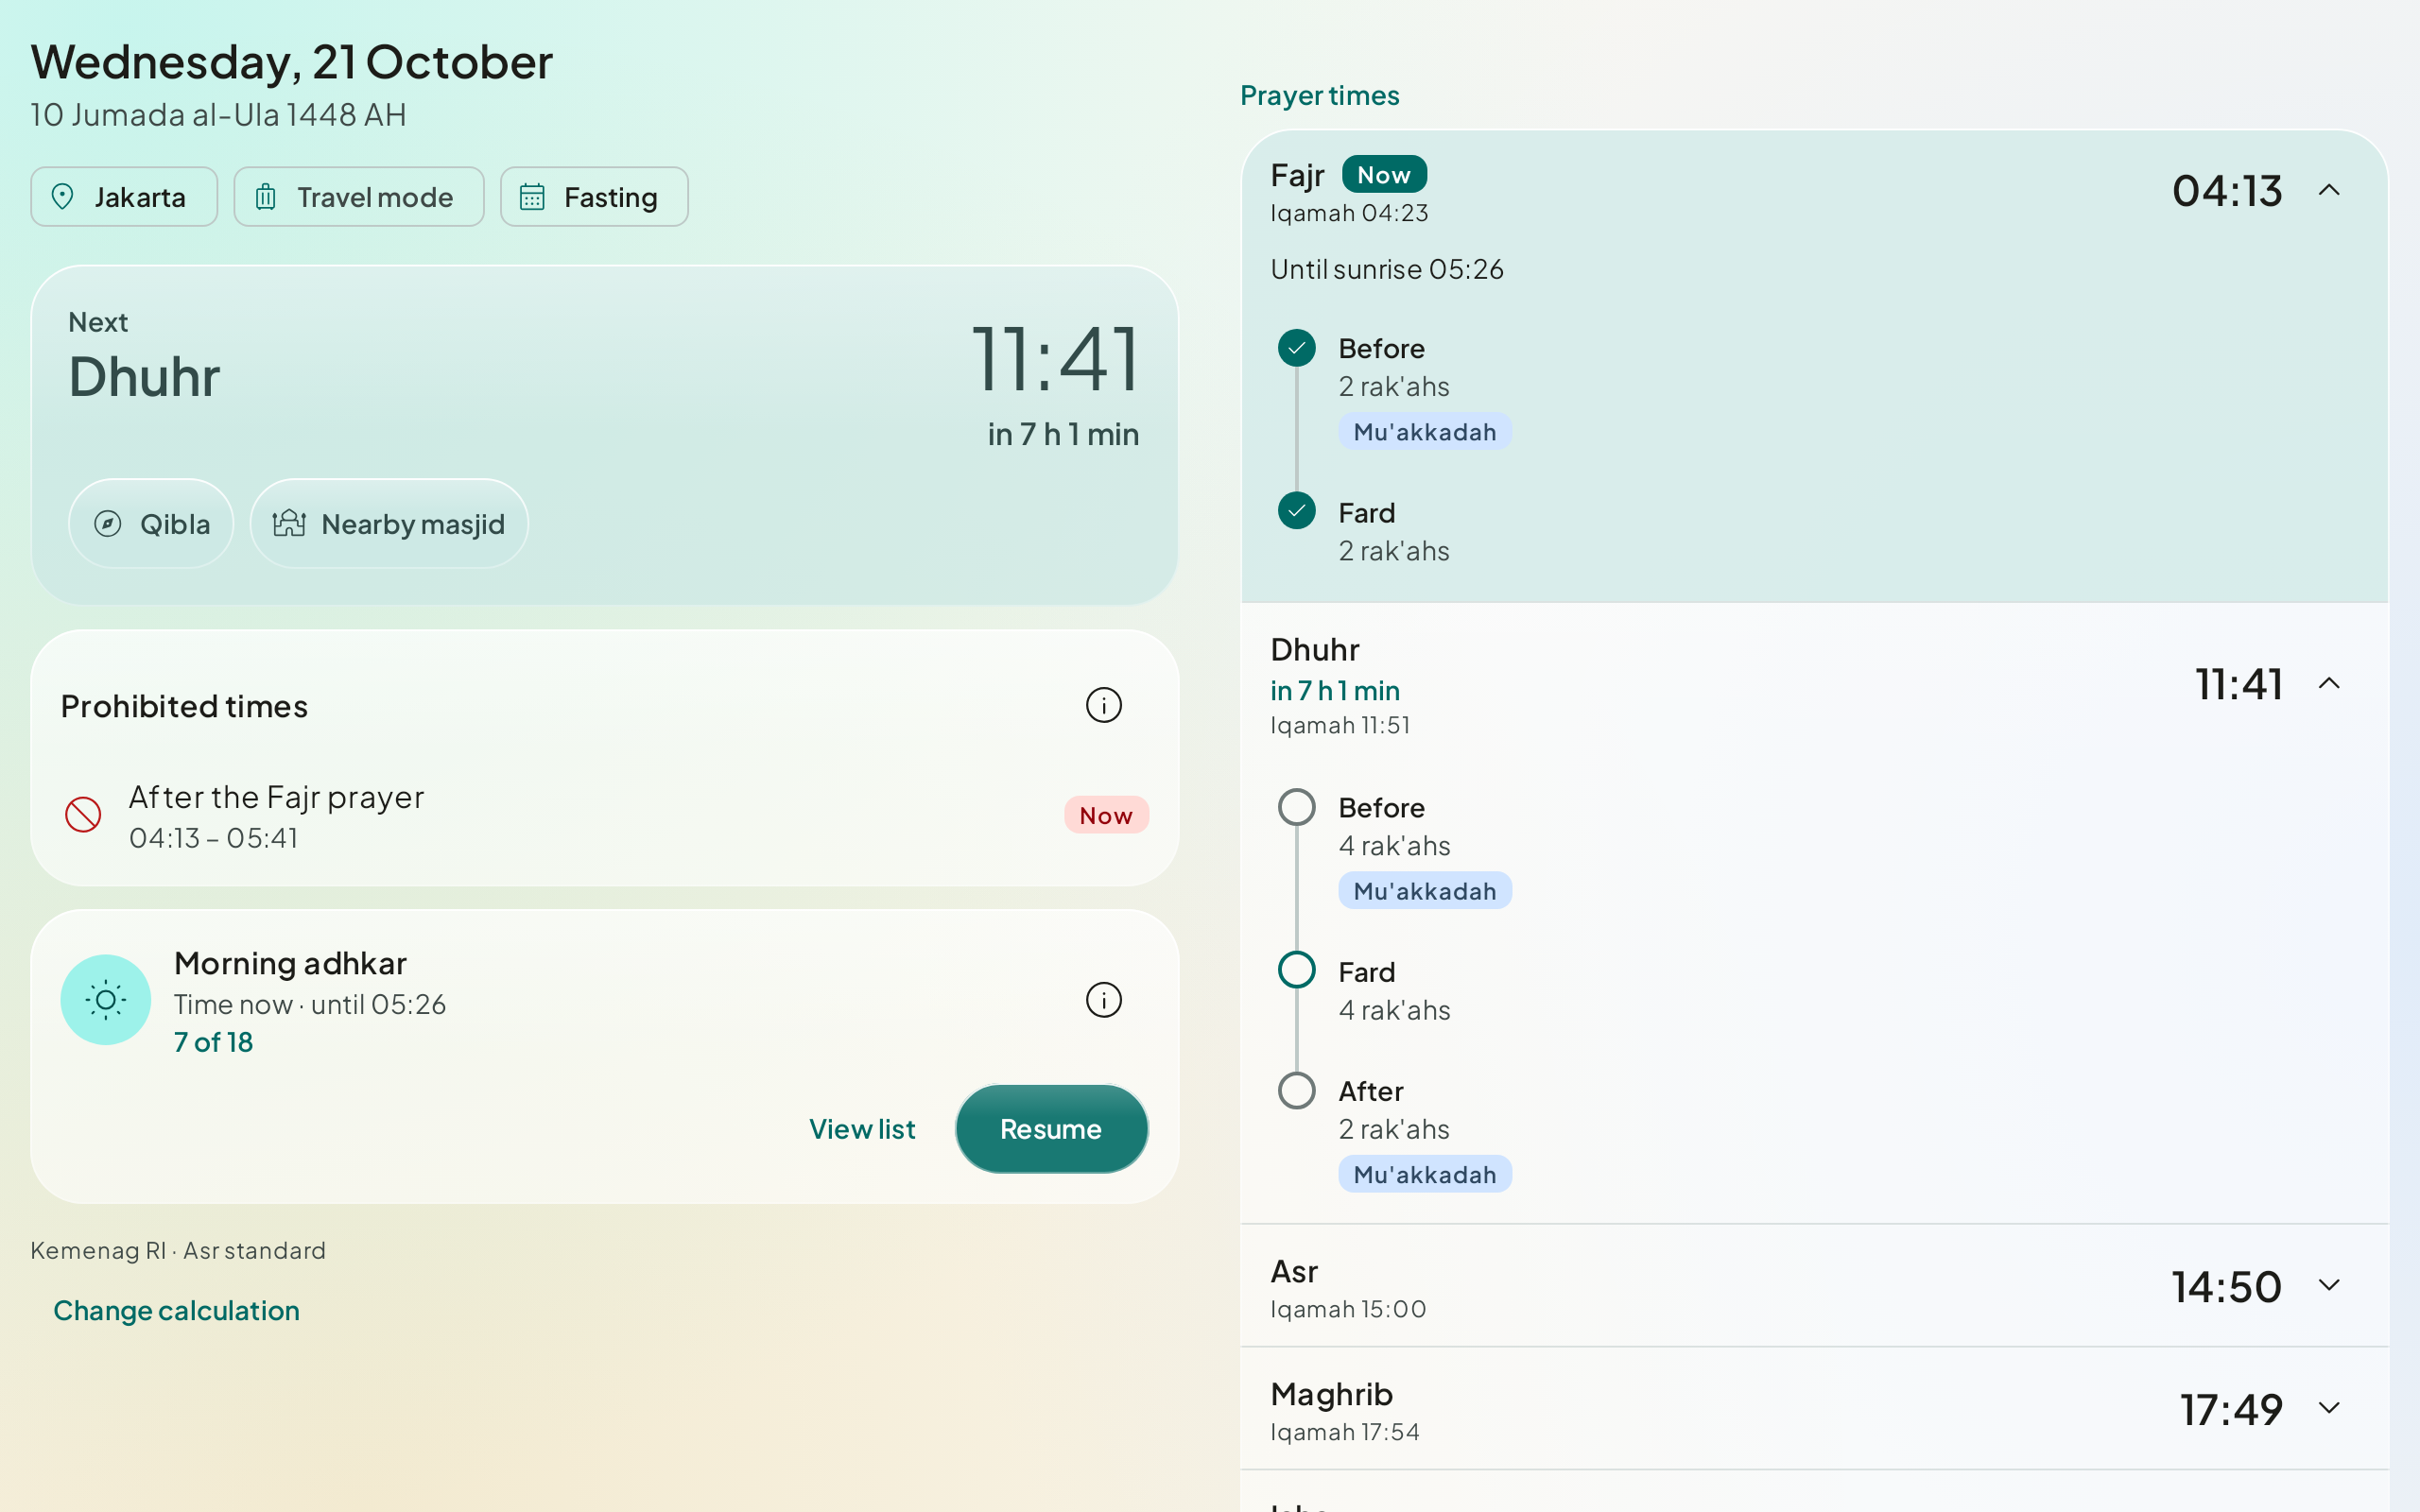 Wednesday, 21 October
10 Jumada al-Ula 1448 AH
Jakarta
Travel mode
Fasting
Next
Dhuhr
11:41
in 7 h 1 min
Qibla
Nearby masjid
Prohibited times
After the Fajr prayer
04:13 – 05:41
Now
Morning adhkar
Time now · until 05:26
7 of 18
View list
Resume
Kemenag RI · Asr standard
Change calculation
Prayer times
Fajr
Now
Iqamah 04:23
04:13
Until sunrise 05:26
Before
2 rak'ahs
Mu'akkadah
Fard
2 rak'ahs
Dhuhr
in 7 h 1 min
Iqamah 11:51
11:41
Before
4 rak'ahs
Mu'akkadah
Fard
4 rak'ahs
After
2 rak'ahs
Mu'akkadah
Asr
Iqamah 15:00
14:50
Maghrib
Iqamah 17:54
17:49